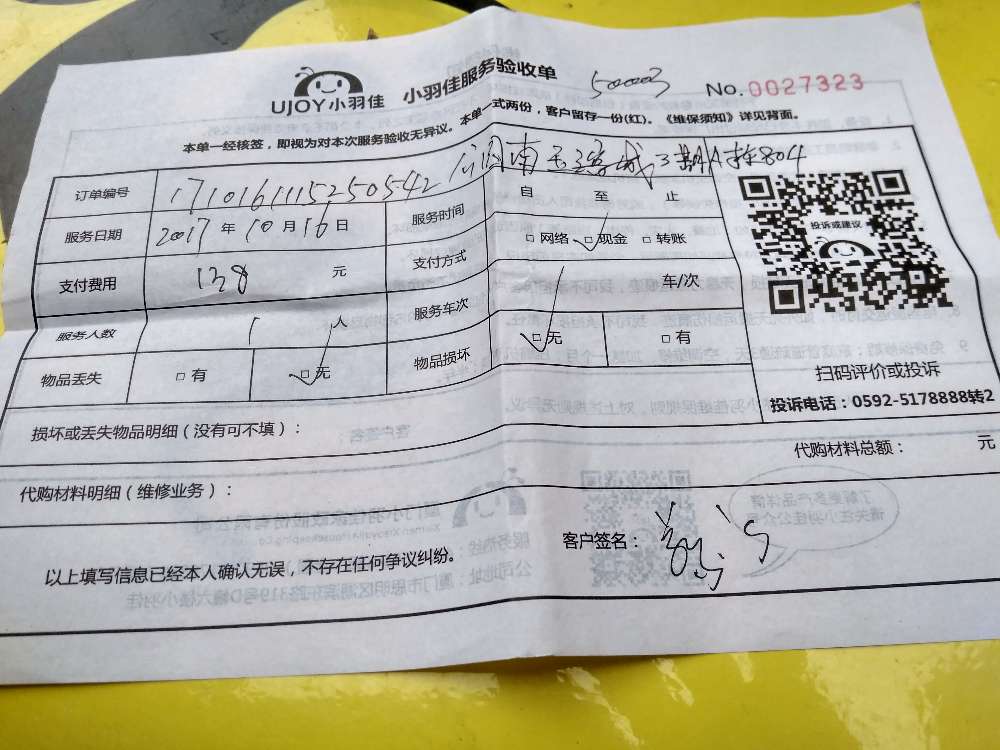 UJOY小羽佳 小羽佳服务验收单 No.0027323
本单一经核签，即视为对本次服务验收无异议。本单一式两份，客户留存一份(红)。《维保须知》详见背面。
订单编号 1710161115250542
服务日期 2017年10月16日 服务时间 自 至 止
支付费用 138 元 支付方式 □网络 □现金 □转账
服务人数 1 人 服务车次 车/次
物品丢失 □有 □无 物品损坏 □无 □有
投诉或建议
扫码评价或投诉
投诉电话：0592-5178888转2
损坏或丢失物品明细（没有可不填）：
代购材料总额： 元
代购材料明细（维修业务）：
以上填写信息已经本人确认无误，不存在任何争议纠纷。
客户签名：